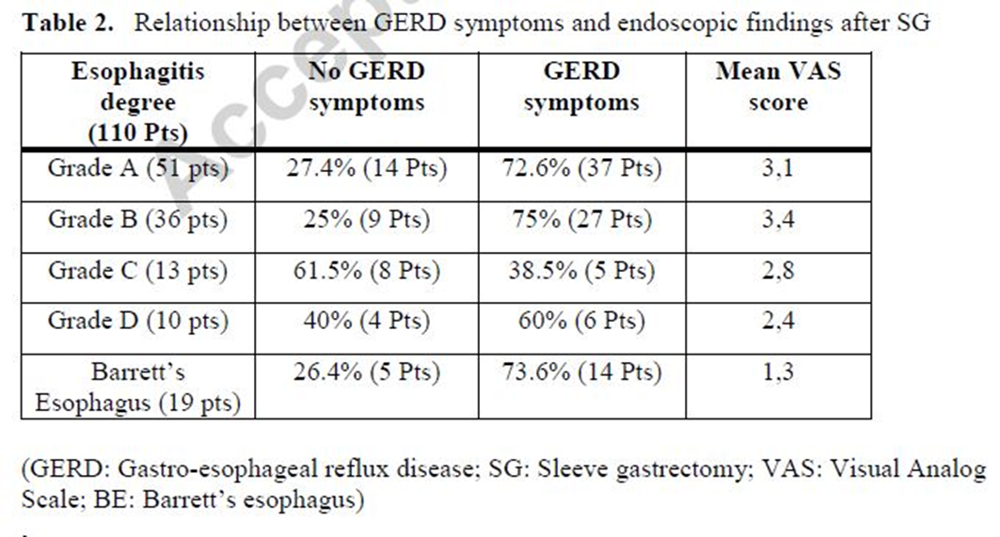 Table 2. Relationship between GERD symptoms and endoscopic findings after SG
Esophagitis degree (110 Pts) No GERD symptoms GERD symptoms Mean VAS score
Grade A (51 pts) 27.4% (14 Pts) 72.6% (37 Pts) 3,1
Grade B (36 pts) 25% (9 Pts) 75% (27 Pts) 3,4
Grade C (13 pts) 61.5% (8 Pts) 38.5% (5 Pts) 2,8
Grade D (10 pts) 40% (4 Pts) 60% (6 Pts) 2,4
Barrett’s Esophagus (19 pts) 26.4% (5 Pts) 73.6% (14 Pts) 1,3
(GERD: Gastro-esophageal reflux disease; SG: Sleeve gastrectomy; VAS: Visual Analog
Scale; BE: Barrett’s esophagus)
Accep